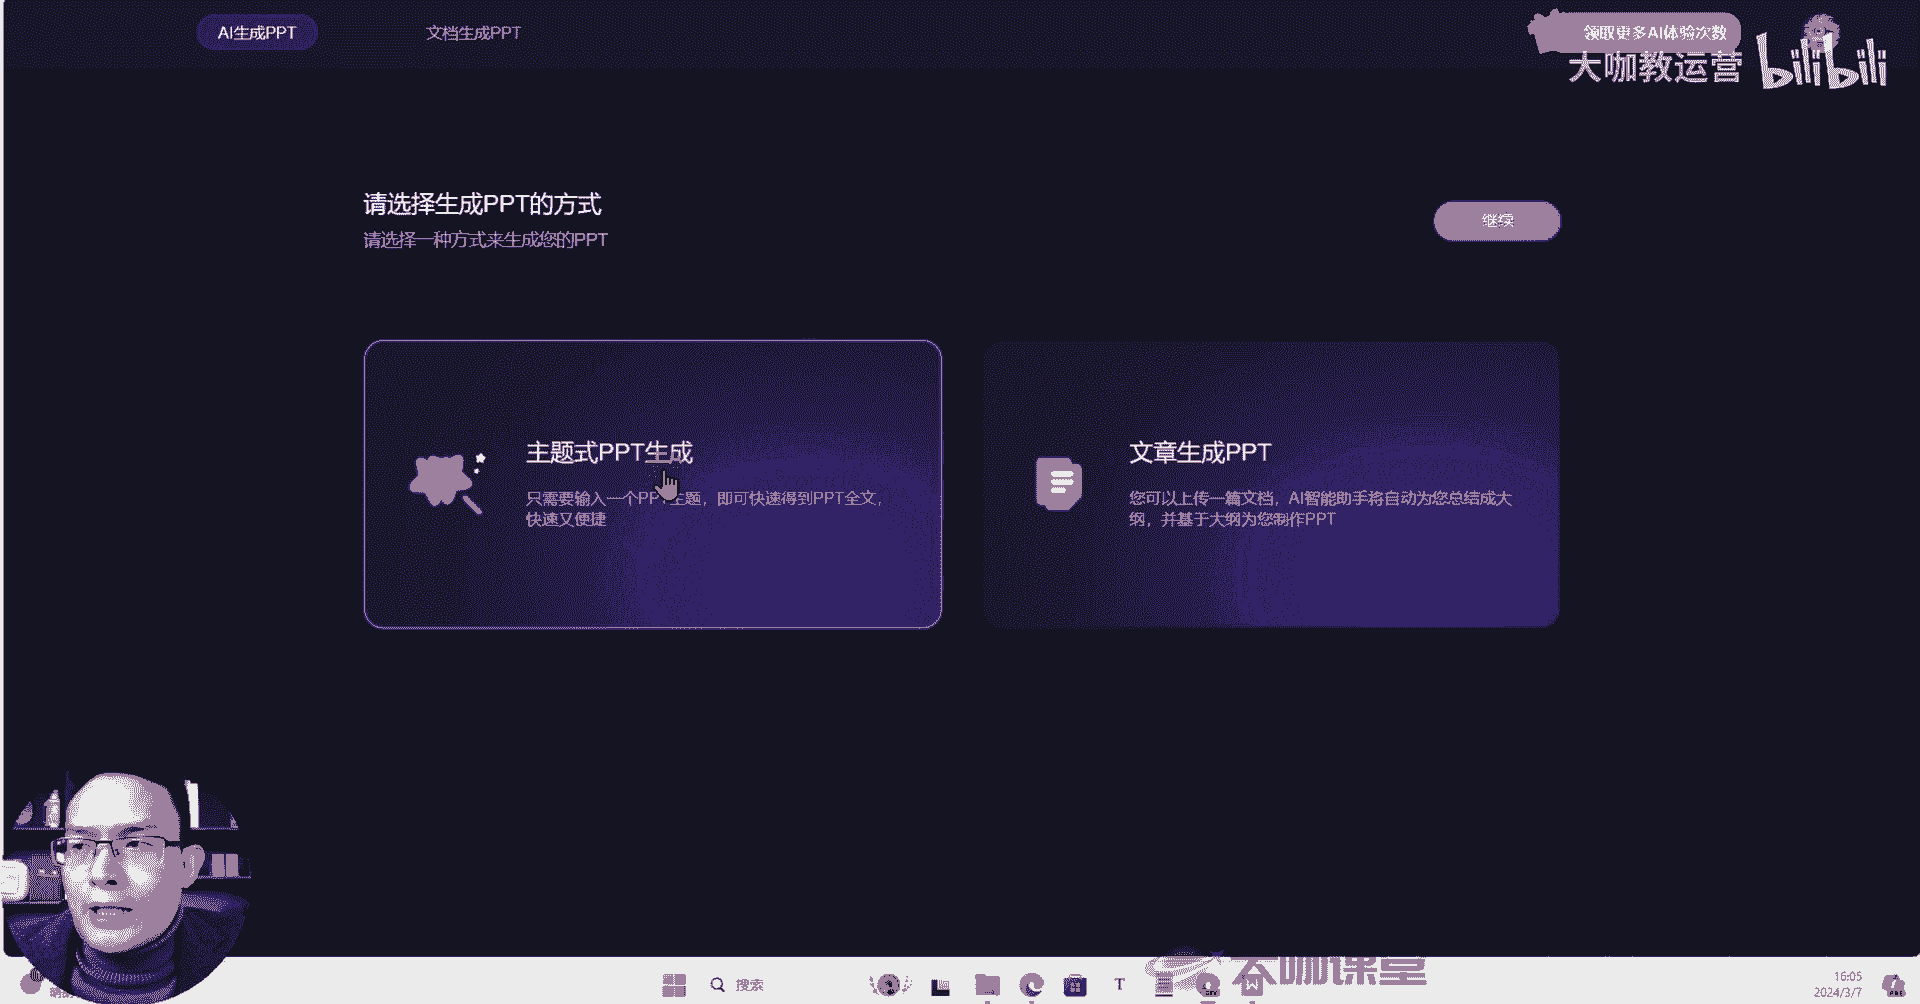 AI生成PPT
文档生成PPT
领取更多AI体验次数
大咖教运营 bilibili
请选择生成PPT的方式
请选择一种方式来生成您的PPT
继续
主题式PPT生成
只需要输入一个PPT主题，即可快速得到PPT全文，
快速又便捷
文章生成PPT
您可以上传一篇文档，AI智能助手将自动为您总结成大
纲，并基于大纲为您制作PPT
搜索
大咖课堂
16:05
2024/3/7